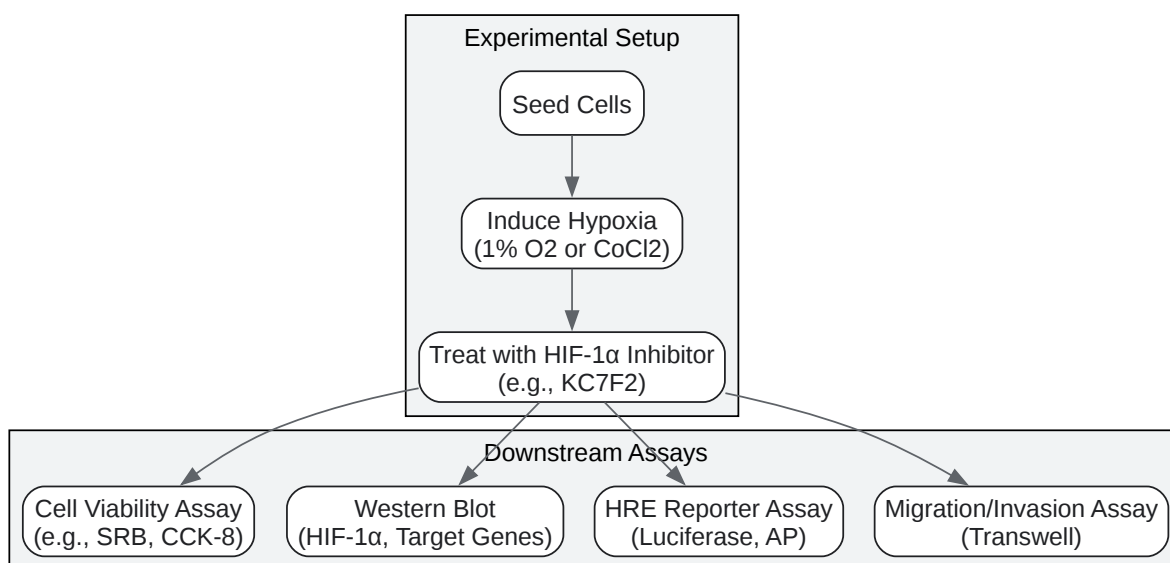 Experimental Setup
Seed Cells
Induce Hypoxia
(1% O2 or CoCl2)
Treat with HIF-1α Inhibitor
(e.g., KC7F2)
Downstream Assays
Cell Viability Assay
(e.g., SRB, CCK-8)
Western Blot
(HIF-1α, Target Genes)
HRE Reporter Assay
(Luciferase, AP)
Migration/Invasion Assay
(Transwell)